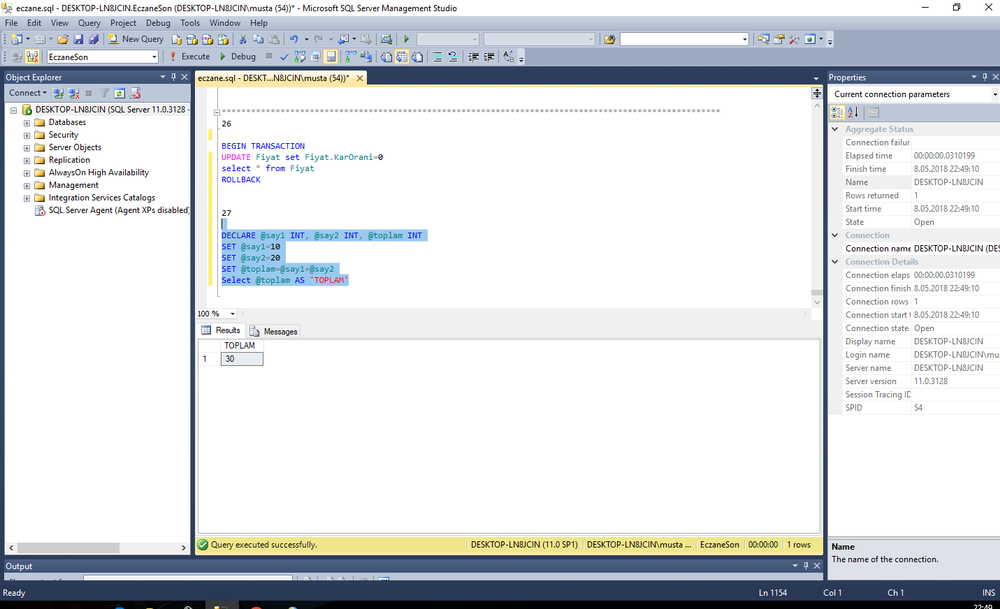 eczane.sql - DESKTOP-LN8JCIN.EczaneSon (DESKTOP-LN8JCIN\musta (54))* - Microsoft SQL Server Management Studio
File Edit View Query Project Debug Tools Window Help
New Query
EczaneSon Execute Debug
Object Explorer
Connect
DESKTOP-LN8JCIN (SQL Server 11.0.3128 -
Databases
Security
Server Objects
Replication
AlwaysOn High Availability
Management
Integration Services Catalogs
SQL Server Agent (Agent XPs disabled)
eczane.sql - DESKT...N8JCIN\musta (54))*
26
BEGIN TRANSACTION
UPDATE Fiyat set Fiyat.KarOrani=0
select * from Fiyat
ROLLBACK
27
DECLARE @say1 INT, @say2 INT, @toplam INT
SET @say1=10
SET @say2=20
SET @toplam=@say1+@say2
Select @toplam AS 'TOPLAM'
100 %
Results Messages
TOPLAM
1 30
Query executed successfully. DESKTOP-LN8JCIN (11.0 SP1) DESKTOP-LN8JCIN\musta ... EczaneSon 00:00:00 1 rows
Properties
Current connection parameters
Aggregate Status
Connection failur
Elapsed time 00:00:00.0310199
Finish time 8.05.2018 22:49:10
Name DESKTOP-LN8JCIN
Rows returned 1
Start time 8.05.2018 22:49:10
State Open
Connection
Connection name DESKTOP-LN8JCIN (DES
Connection Details
Connection elaps 00:00:00.0310199
Connection finish 8.05.2018 22:49:10
Connection rows 1
Connection start t 8.05.2018 22:49:10
Connection state Open
Display name DESKTOP-LN8JCIN
Login name DESKTOP-LN8JCIN\mus
Server name DESKTOP-LN8JCIN
Server version 11.0.3128
Session Tracing ID
SPID 54
Name
The name of the connection.
Output
Ready Ln 1154 Col 1 Ch 1 INS
22:49